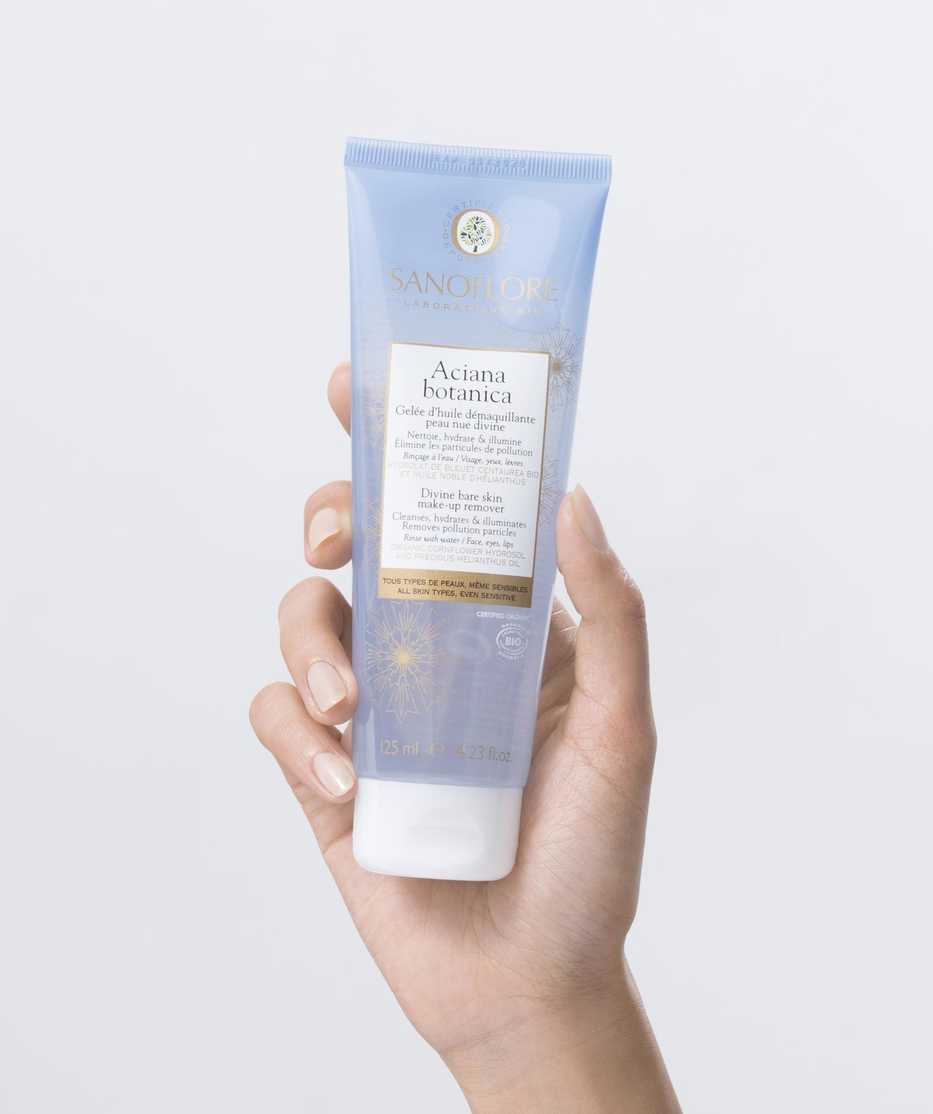 SANOFLORE
Aciana
botanica
Gelée d'huile démaquillante
peau nue divine
Nettoie, hydrate & illumine
Élimine les particules de pollution
Rinçage à l'eau / Visage, yeux, lèvres
HYDROLAT DE BLEUET CENTAUREA BIO
ET HUILE NOBLE D'HÉLIANTHUS
Divine bare skin
make-up remover
Cleanses, hydrates & illuminates
Removes pollution particles
Rinse with water / Face, eyes, lips
ORGANIC CORNFLOWER HYDROSOL
AND PRECIOUS HELIANTHUS OIL
TOUS TYPES DE PEAUX, MÊME SENSIBLES
ALL SKIN TYPES, EVEN SENSITIVE
CERTIFIED
BIO
125 ml e 4.23 fl.oz.